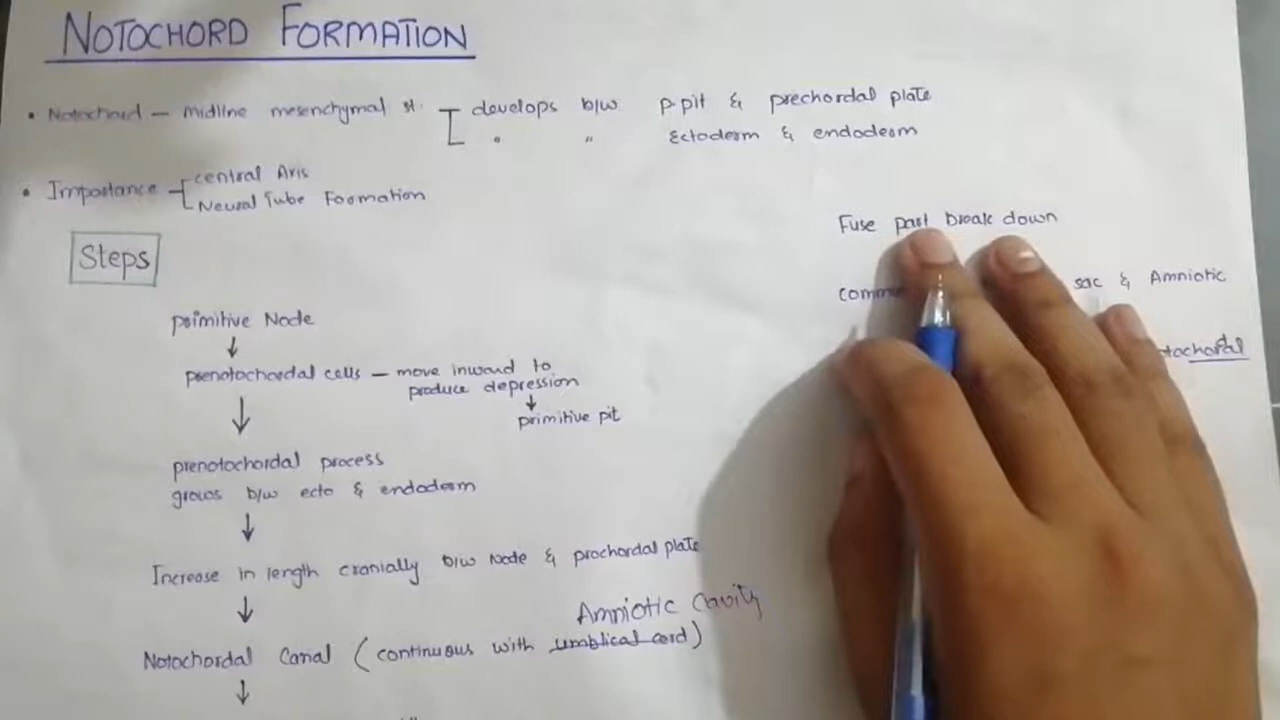 NOTOCHORD FORMATION
• Notochord — midline mesenchymal st. develops b/w p.pit & prechordal plate
" " Ectoderm & endoderm
• Importance central Axis
Neural Tube Formation
Steps
Fuse part break down
sac & Amniotic
primitive Node
↓
prenotochordal cells — move inward to
produce depression
↓
primitive pit
↓
prenotochordal process
grows b/w ecto & endoderm
↓
Increase in length cranially b/w Node & prochordal plate
↓
Amniotic Cavity
Notochordal Canal (continuous with umblical cord)
↓